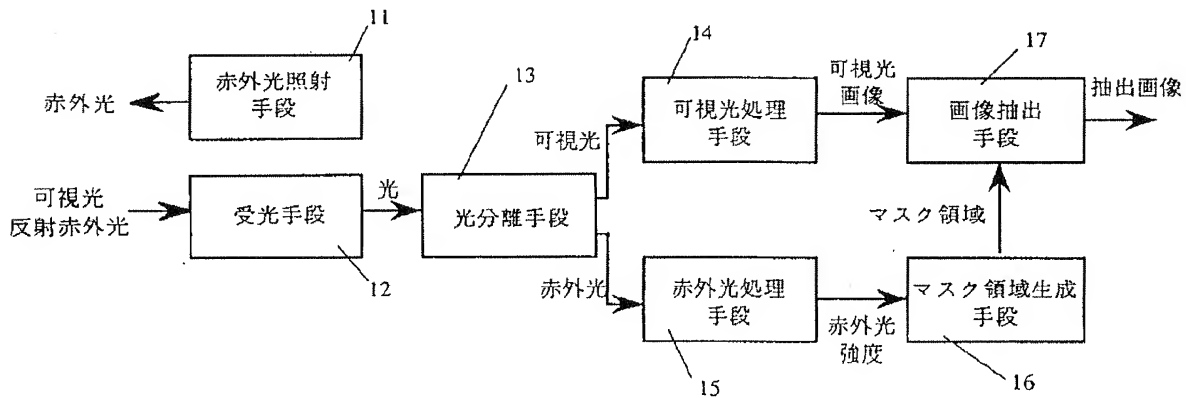 11
赤外光照射
手段
赤外光
可視光
反射赤外光
受光手段
12
光
13
光分離手段
可視光
赤外光
14
可視光処理
手段
可視光
画像
15
赤外光処理
手段
赤外光
強度
17
画像抽出
手段
抽出画像
マスク領域
マスク領域生成
手段
16